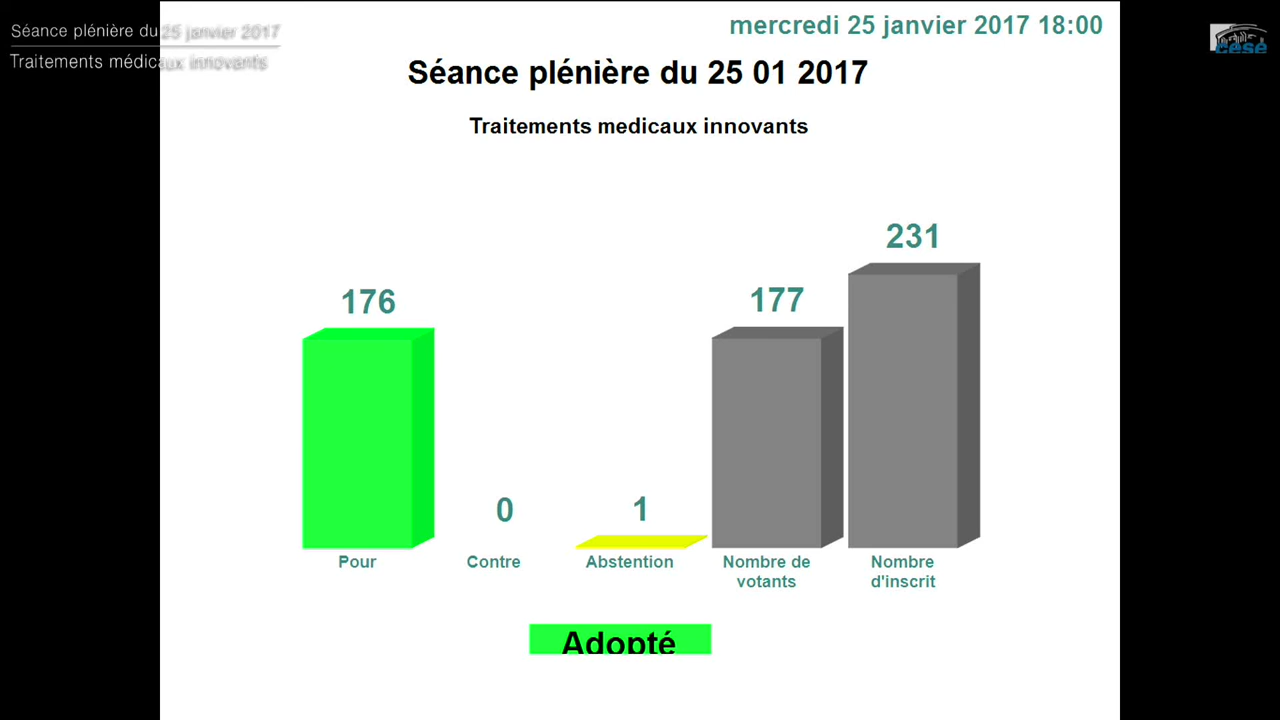 Séance plénière du 25 janvier 2017
Traitements médicaux innovants
cese
mercredi 25 janvier 2017 18:00
Séance plénière du 25 01 2017
Traitements medicaux innovants
231
176
177
0
1
Pour
Contre
Abstention
Nombre de
votants
Nombre
d'inscrit
Adopté